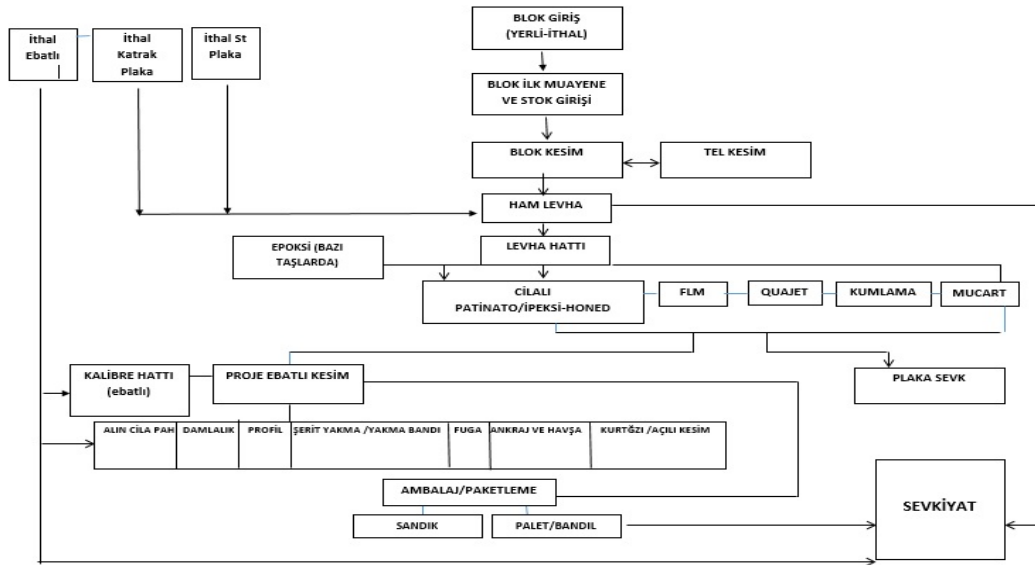 BLOK GİRİŞ
(YERLİ-İTHAL)
İthal
Ebatlı
İthal
Katrak
Plaka
İthal St
Plaka
BLOK İLK MUAYENE
VE STOK GİRİŞİ
BLOK KESİM
TEL KESİM
HAM LEVHA
EPOKSİ (BAZI
TAŞLARDA)
LEVHA HATTI
CİLALI
PATİNATO/İPEKSİ-HONED
FLM
QUAJET
KUMLAMA
MUCART
KALİBRE HATTI
(ebatlı)
PROJE EBATLI KESİM
PLAKA SEVK
ALIN CİLA PAH
DAMLALIK
PROFİL
ŞERİT YAKMA /YAKMA BANDI
FUGA
ANKRAJ VE HAVŞA
KURTĞZI /AÇILI KESİM
AMBALAJ/PAKETLEME
SANDIK
PALET/BANDIL
SEVKİYAT